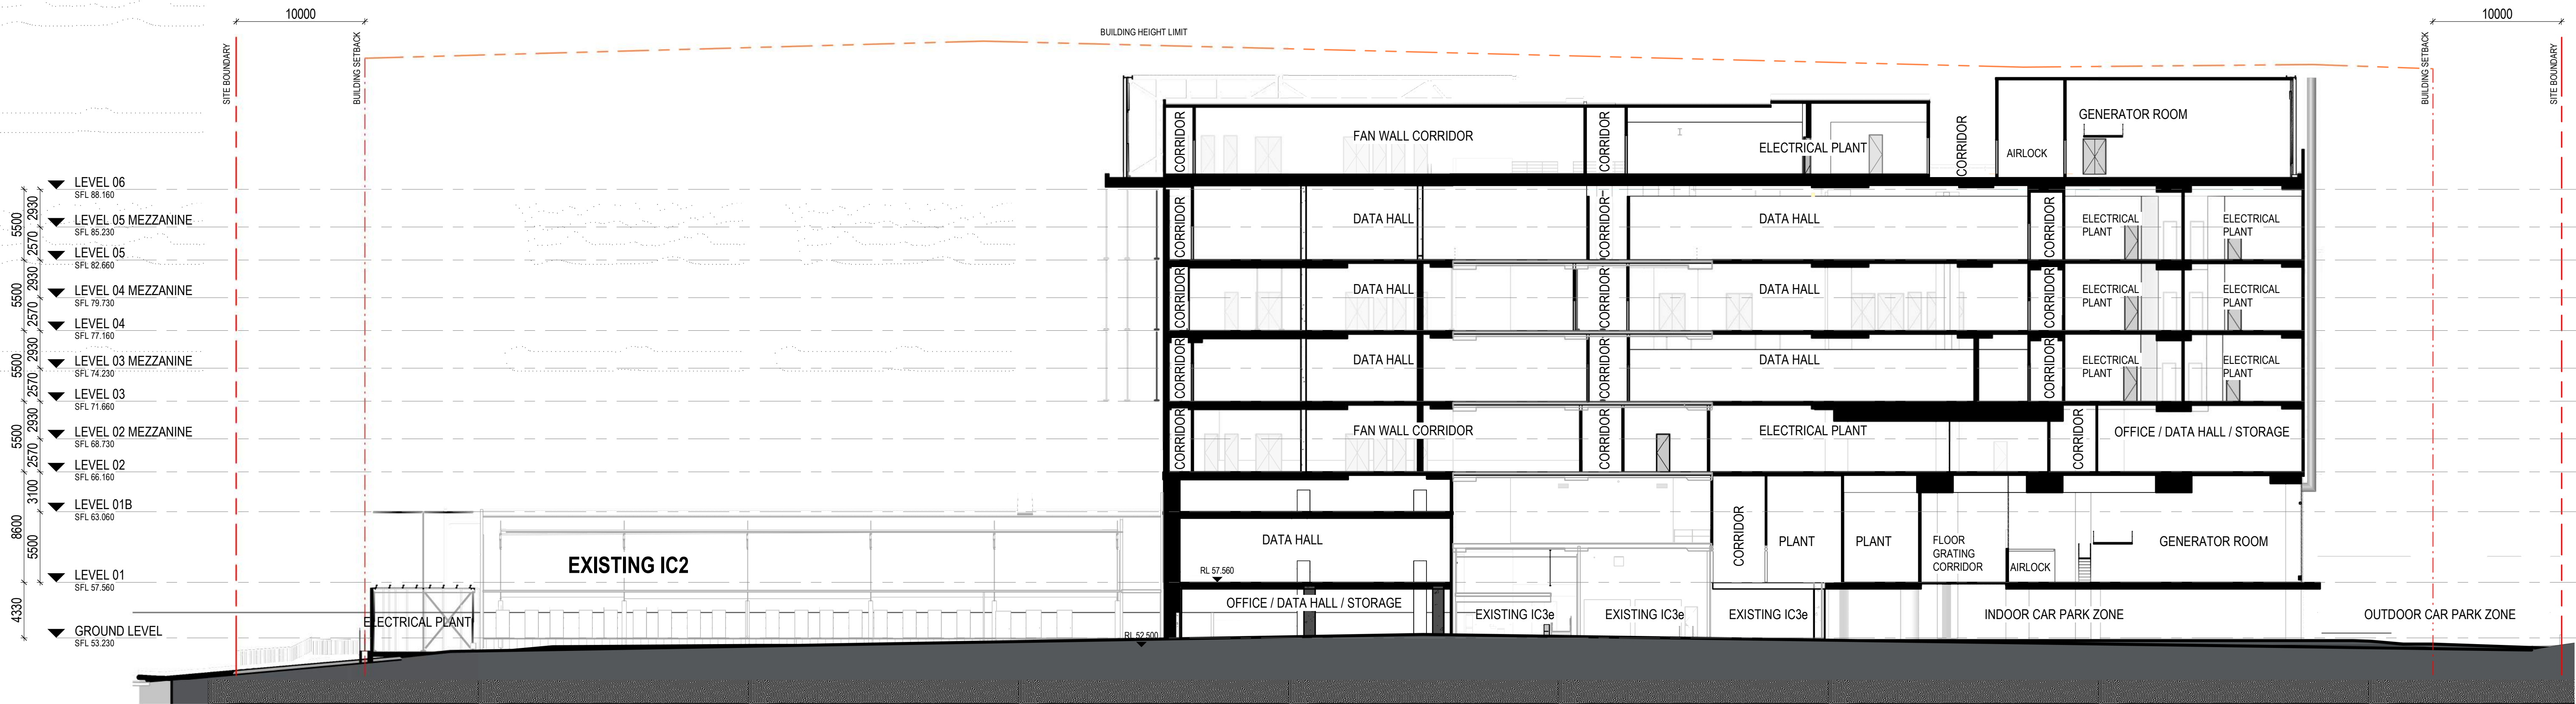 10000
10000
BUILDING HEIGHT LIMIT
SITE BOUNDARY
BUILDING SETBACK
BUILDING SETBACK
SITE BOUNDARY
CORRIDOR
FAN WALL CORRIDOR
CORRIDOR
ELECTRICAL PLANT
CORRIDOR
AIRLOCK
GENERATOR ROOM
LEVEL 06
SFL 88.160
LEVEL 05 MEZZANINE
SFL 85.230
LEVEL 05
SFL 82.660
LEVEL 04 MEZZANINE
SFL 79.730
LEVEL 04
SFL 77.160
LEVEL 03 MEZZANINE
SFL 74.230
LEVEL 03
SFL 71.660
LEVEL 02 MEZZANINE
SFL 68.730
LEVEL 02
SFL 66.160
LEVEL 01B
SFL 63.060
LEVEL 01
SFL 57.560
GROUND LEVEL
SFL 53.230
5500
2930
2570
5500
2930
2570
5500
2930
2570
5500
2930
2570
8600
3100
5500
4330
CORRIDOR
DATA HALL
CORRIDOR
DATA HALL
CORRIDOR
ELECTRICAL
PLANT
ELECTRICAL
PLANT
CORRIDOR
DATA HALL
CORRIDOR
DATA HALL
CORRIDOR
ELECTRICAL
PLANT
ELECTRICAL
PLANT
CORRIDOR
DATA HALL
CORRIDOR
DATA HALL
CORRIDOR
ELECTRICAL
PLANT
ELECTRICAL
PLANT
CORRIDOR
FAN WALL CORRIDOR
CORRIDOR
ELECTRICAL PLANT
CORRIDOR
OFFICE / DATA HALL / STORAGE
EXISTING IC2
DATA HALL
RL 57.560
CORRIDOR
PLANT
PLANT
FLOOR
GRATING
CORRIDOR
AIRLOCK
GENERATOR ROOM
ELECTRICAL PLANT
RL 52.500
OFFICE / DATA HALL / STORAGE
EXISTING IC3e
EXISTING IC3e
EXISTING IC3e
INDOOR CAR PARK ZONE
OUTDOOR CAR PARK ZONE